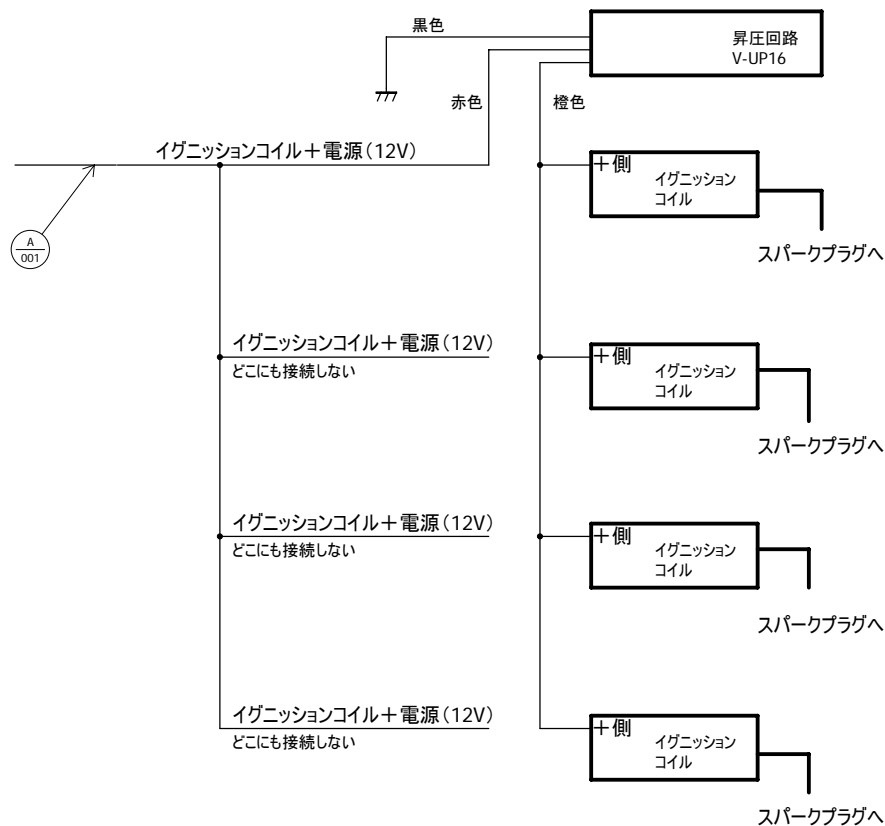 黒色
昇圧回路
V-UP16
赤色
橙色
イグニッションコイル＋電源（12V）
＋側
イグニッション
コイル
A
001
スパークプラグへ
イグニッションコイル＋電源（12V）
どこにも接続しない
＋側
イグニッション
コイル
スパークプラグへ
イグニッションコイル＋電源（12V）
どこにも接続しない
＋側
イグニッション
コイル
スパークプラグへ
イグニッションコイル＋電源（12V）
どこにも接続しない
＋側
イグニッション
コイル
スパークプラグへ